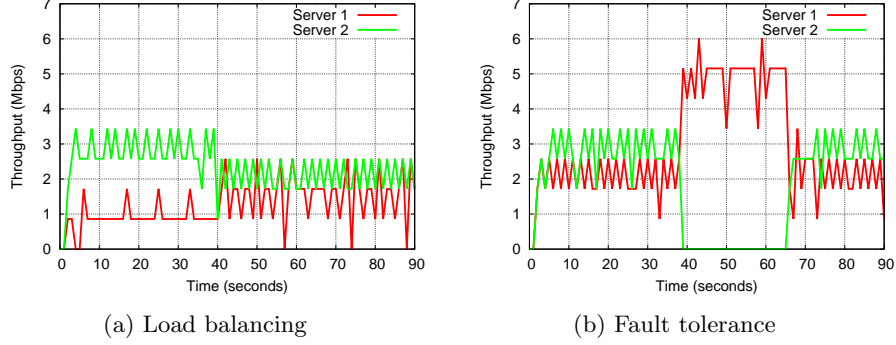 7
6
5
4
3
2
1
0
Throughput (Mbps)
0 10 20 30 40 50 60 70 80 90
Time (seconds)
Server 1
Server 2
(a) Load balancing
7
6
5
4
3
2
1
0
Throughput (Mbps)
0 10 20 30 40 50 60 70 80 90
Time (seconds)
Server 1
Server 2
(b) Fault tolerance